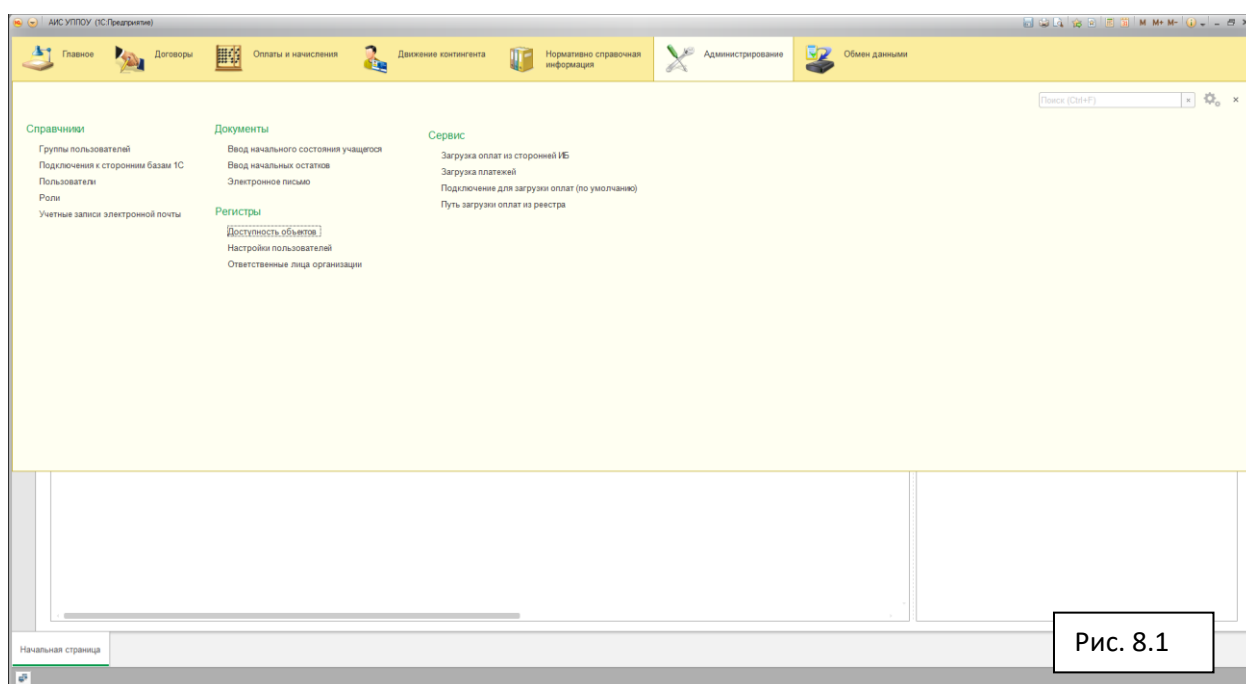 АИС УППОУ (1С:Предприятие)
M M+ M-
Главное
Договоры
Оплаты и начисления
Движение контингента
Нормативно справочная
информация
Администрирование
Обмен данными
Поиск (Ctrl+F)
Справочники
Группы пользователей
Подключения к сторонним базам 1С
Пользователи
Роли
Учетные записи электронной почты
Документы
Ввод начального состояния учащегося
Ввод начальных остатков
Электронное письмо
Регистры
Доступность объектов
Настройки пользователей
Ответственные лица организации
Сервис
Загрузка оплат из сторонней ИБ
Загрузка платежей
Подключение для загрузки оплат (по умолчанию)
Путь загрузки оплат из реестра
Рис. 8.1
Начальная страница